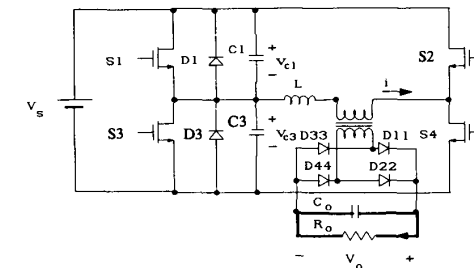 S1 D1 C1 + Vc1 − S2
L i
Vs
S3 D3 C3 + Vc3 − D33 D11 S4
D44 D22
Co
Ro
− Vo +